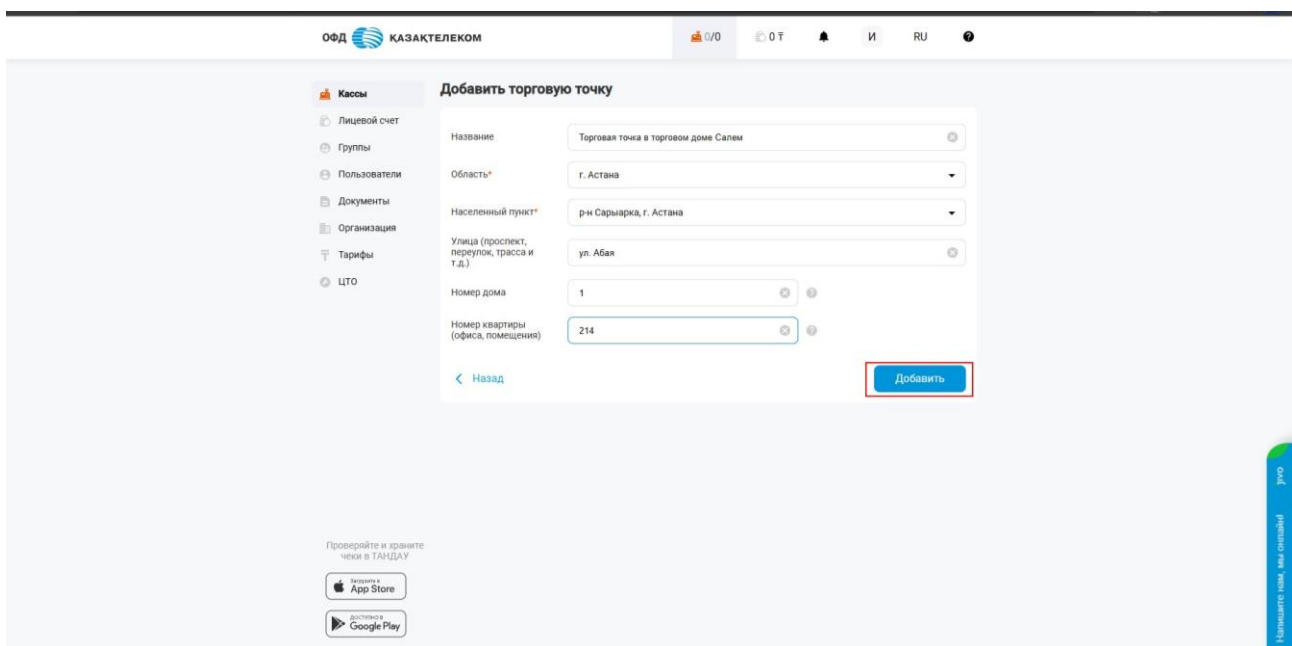 ОФД ҚАЗАҚТЕЛЕКОМ 0/0 0 ₸ И RU ?
Кассы
Лицевой счет
Группы
Пользователи
Документы
Организация
Тарифы
ЦТО
Добавить торговую точку
Название Торговая точка в торговом доме Салем
Область* г. Астана
Населенный пункт* р-н Сарыарка, г. Астана
Улица (проспект,
переулок, трасса и
т.д.)
ул. Абая
Номер дома 1 ?
Номер квартиры
(офиса, помещения)
214 ?
Назад Добавить
Проверяйте и храните
чеки в ТАНДАУ
Загрузите в
App Store
ДОСТУПНО В
Google Play
Напишите нам, мы онлайн! jivo